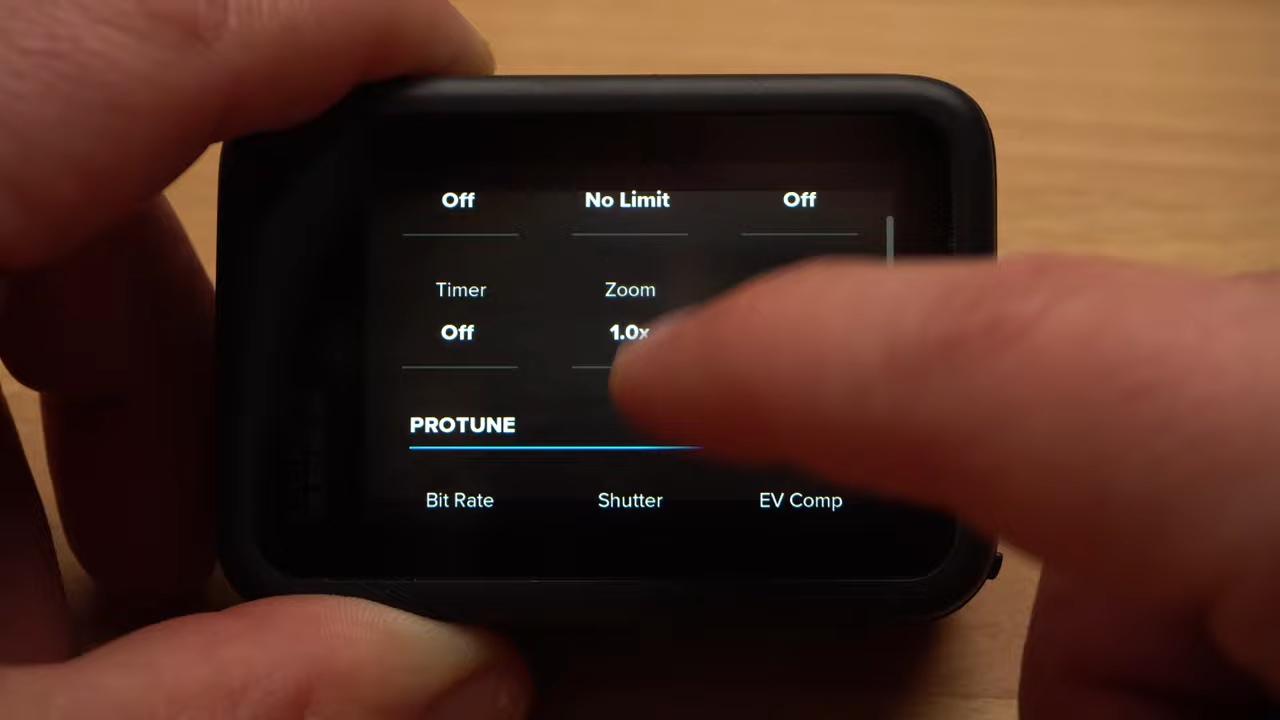 Off No Limit Off
Timer Zoom
Off 1.0x
PROTUNE
Bit Rate Shutter EV Comp